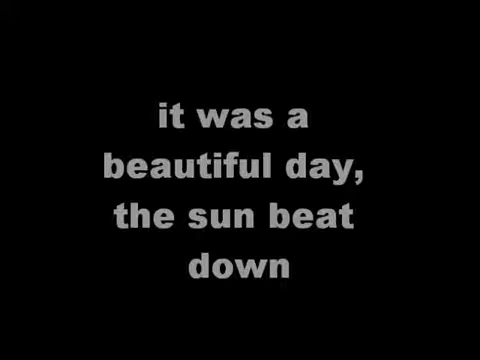 it was a
beautiful day,
the sun beat
down